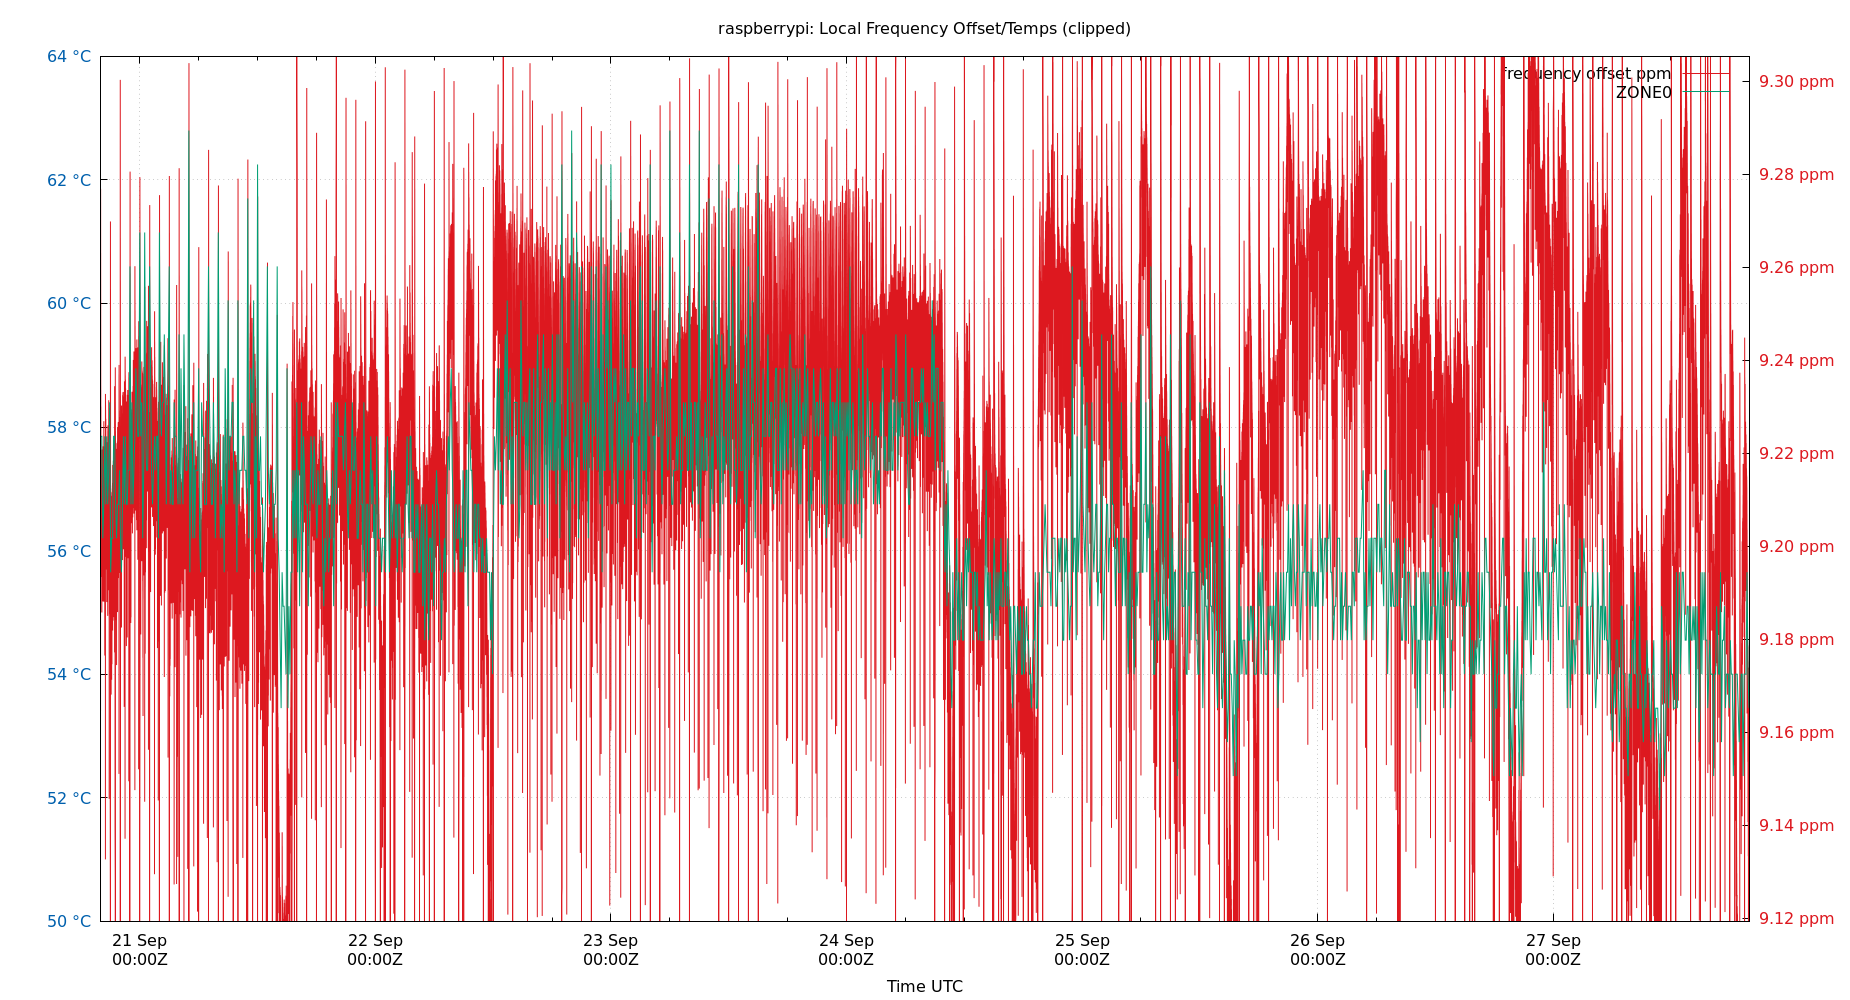 raspberrypi: Local Frequency Offset/Temps (clipped)
64 °C
62 °C
60 °C
58 °C
56 °C
54 °C
52 °C
50 °C
frequency offset ppm
ZONE0
9.30 ppm
9.28 ppm
9.26 ppm
9.24 ppm
9.22 ppm
9.20 ppm
9.18 ppm
9.16 ppm
9.14 ppm
9.12 ppm
21 Sep
00:00Z
22 Sep
00:00Z
23 Sep
00:00Z
24 Sep
00:00Z
25 Sep
00:00Z
26 Sep
00:00Z
27 Sep
00:00Z
Time UTC